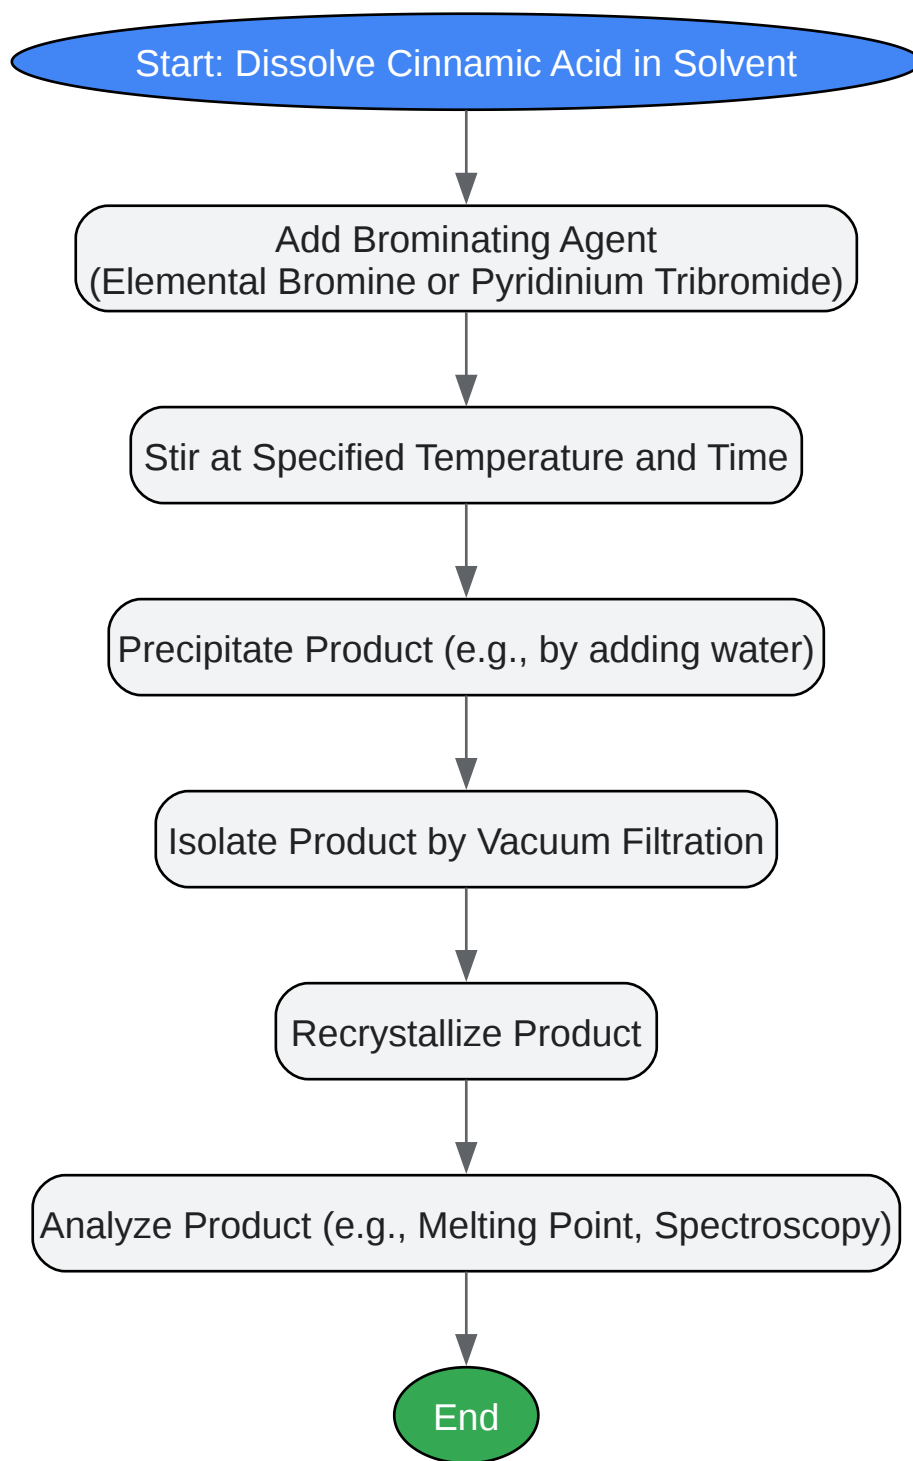 Start: Dissolve Cinnamic Acid in Solvent
Add Brominating Agent
(Elemental Bromine or Pyridinium Tribromide)
Stir at Specified Temperature and Time
Precipitate Product (e.g., by adding water)
Isolate Product by Vacuum Filtration
Recrystallize Product
Analyze Product (e.g., Melting Point, Spectroscopy)
End